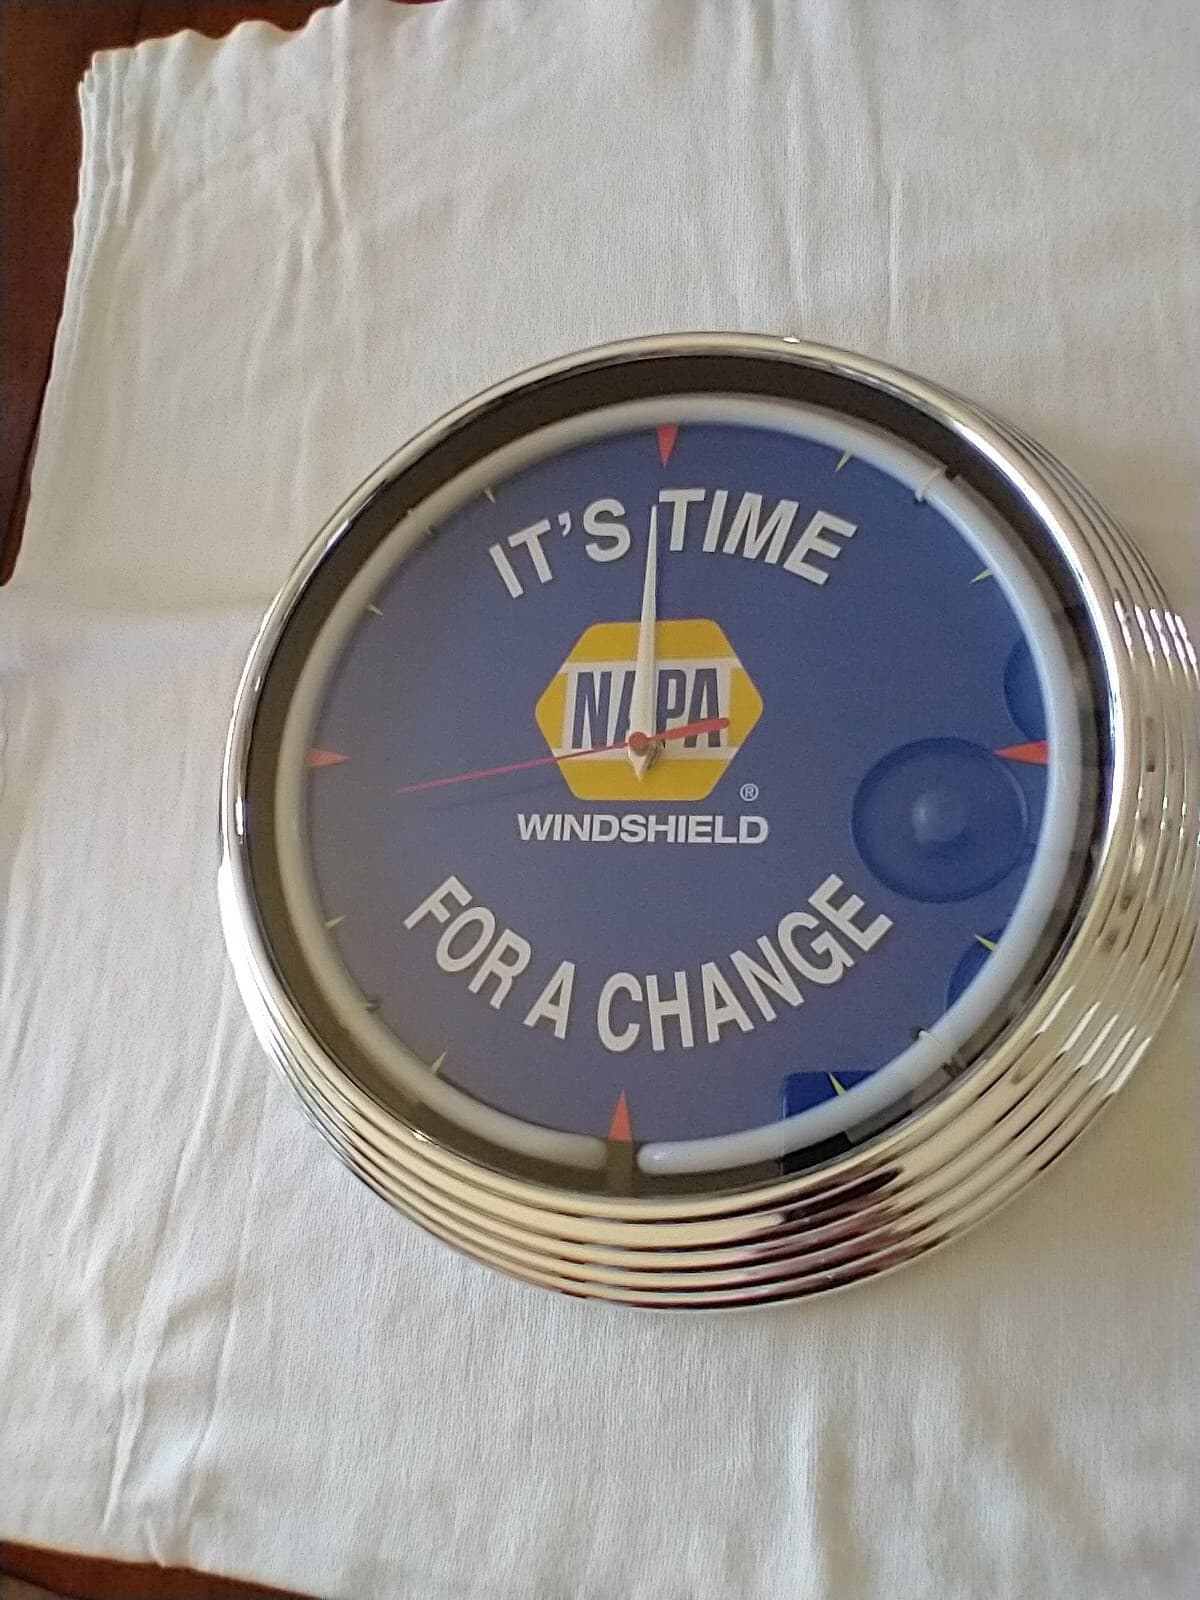 IT'S TIME
NAPA
®
WINDSHIELD
FOR A CHANGE